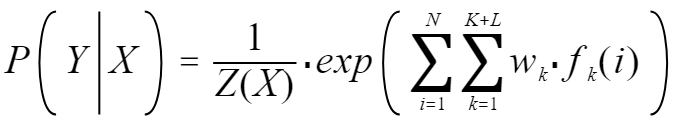 P( Y | X ) = 1/Z(X) · exp( ∑_{i=1}^{N} ∑_{k=1}^{K+L} w_k · f_k(i) )